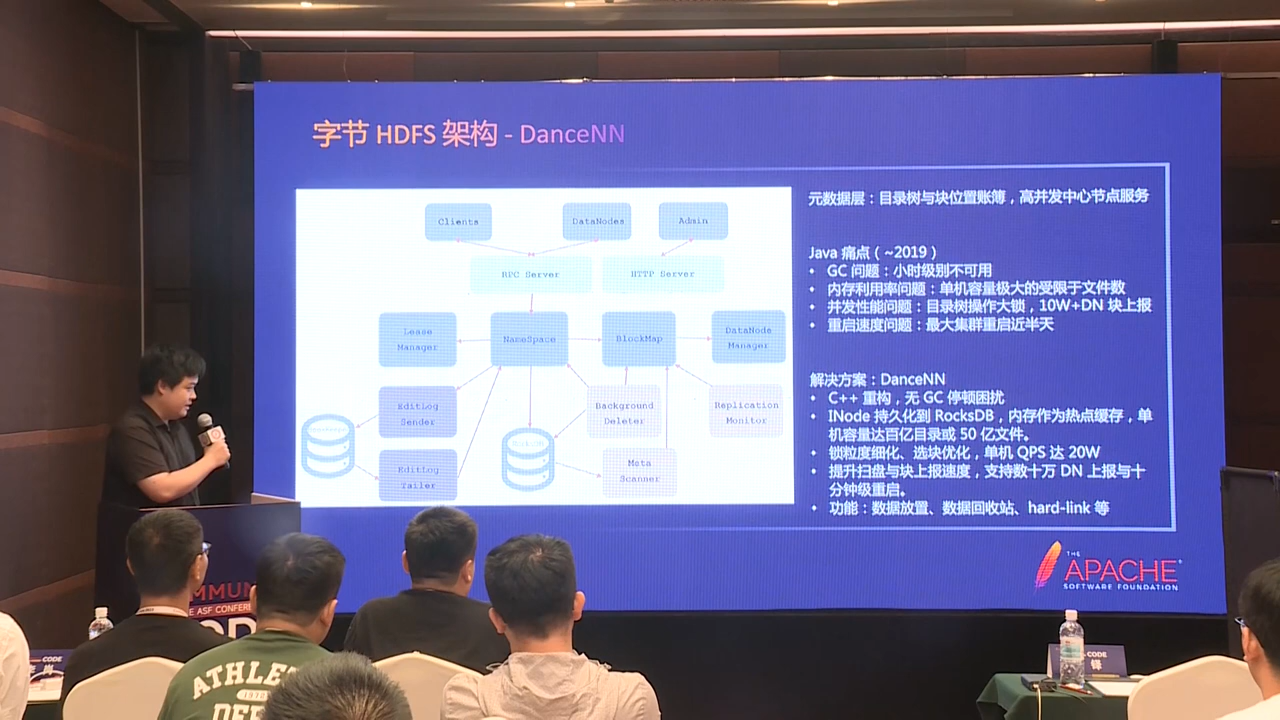 字节 HDFS 架构 - DanceNN
元数据层：目录树与块位置账簿，高并发中心节点服务
Java 痛点（~2019）
• GC 问题：小时级别不可用
• 内存利用率问题：单机容量极大的受限于文件数
• 并发性能问题：目录树操作大锁，10W+DN 块上报
• 重启速度问题：最大集群重启近半天
解决方案：DanceNN
• C++ 重构，无 GC 停顿困扰
• INode 持久化到 RocksDB，内存作为热点缓存，单
机容量达百亿目录或 50 亿文件。
• 锁粒度细化、选块优化，单机 QPS 达 20W
• 提升扫盘与块上报速度，支持数十万 DN 上报与十
分钟级重启。
• 功能：数据放置、数据回收站、hard-link 等
Clients
DataNodes
Admin
RPC Server
HTTP Server
Lease
Manager
NameSpace
BlockMap
DataNode
Manager
EditLog
Sender
Background
Deleter
Replication
Monitor
EditLog
Tailer
Meta
Scanner
THE
APACHE
SOFTWARE FOUNDATION
MMUN
E ASF CONFERE
ATHLE
1972
CODE
CODE
铎